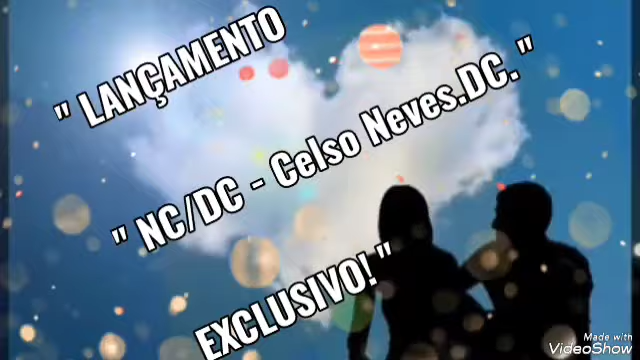 " LANÇAMENTO
" NC/DC - Celso Neves.DC."
EXCLUSIVO!"
Made with
VideoShow